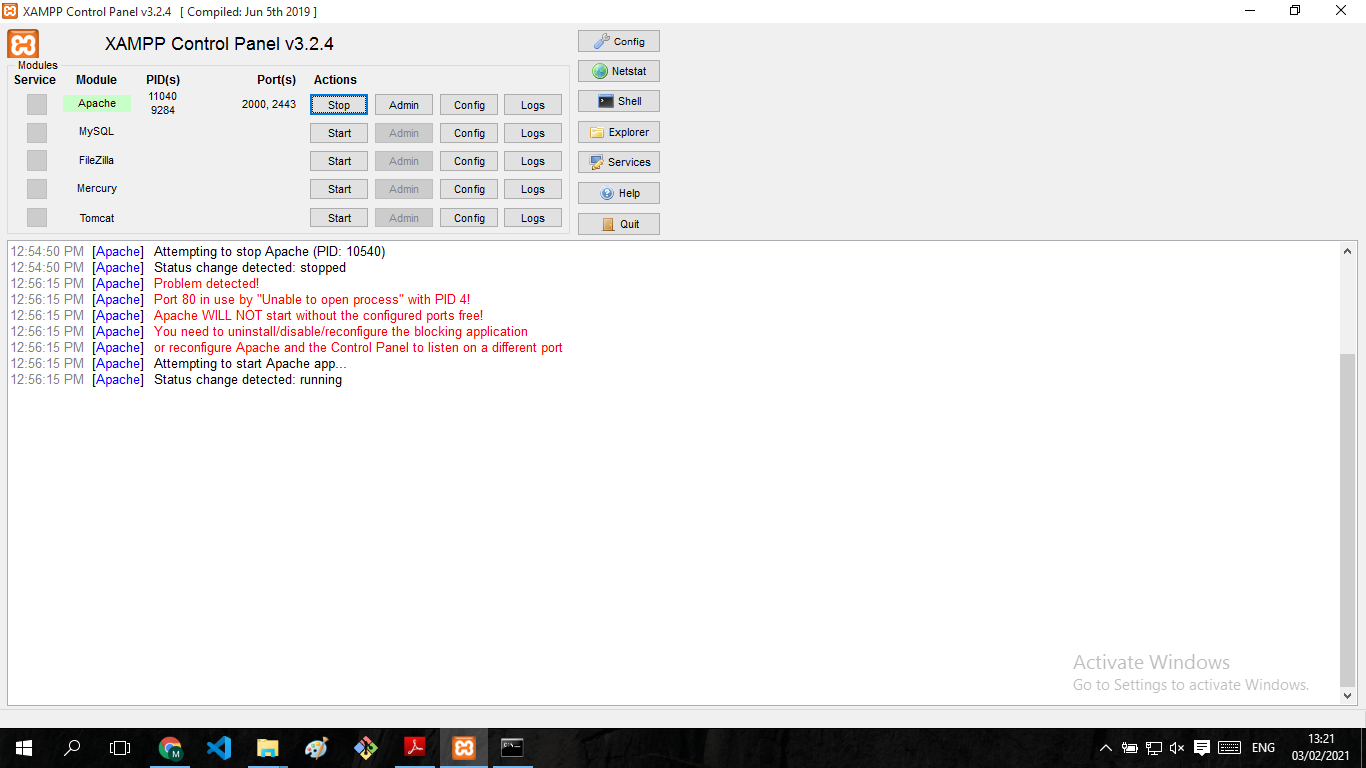 XAMPP Control Panel v3.2.4 [ Compiled: Jun 5th 2019 ]
XAMPP Control Panel v3.2.4
Config
Modules
Service Module PID(s) Port(s) Actions
Netstat
Apache 11040 9284 2000, 2443 Stop Admin Config Logs
Shell
MySQL Start Admin Config Logs
Explorer
FileZilla Start Admin Config Logs
Services
Mercury Start Admin Config Logs
Help
Tomcat Start Admin Config Logs
Quit
12:54:50 PM [Apache] Attempting to stop Apache (PID: 10540)
12:54:50 PM [Apache] Status change detected: stopped
12:56:15 PM [Apache] Problem detected!
12:56:15 PM [Apache] Port 80 in use by "Unable to open process" with PID 4!
12:56:15 PM [Apache] Apache WILL NOT start without the configured ports free!
12:56:15 PM [Apache] You need to uninstall/disable/reconfigure the blocking application
12:56:15 PM [Apache] or reconfigure Apache and the Control Panel to listen on a different port
12:56:15 PM [Apache] Attempting to start Apache app...
12:56:15 PM [Apache] Status change detected: running
Activate Windows
Go to Settings to activate Windows.
M
ENG
13:21
03/02/2021